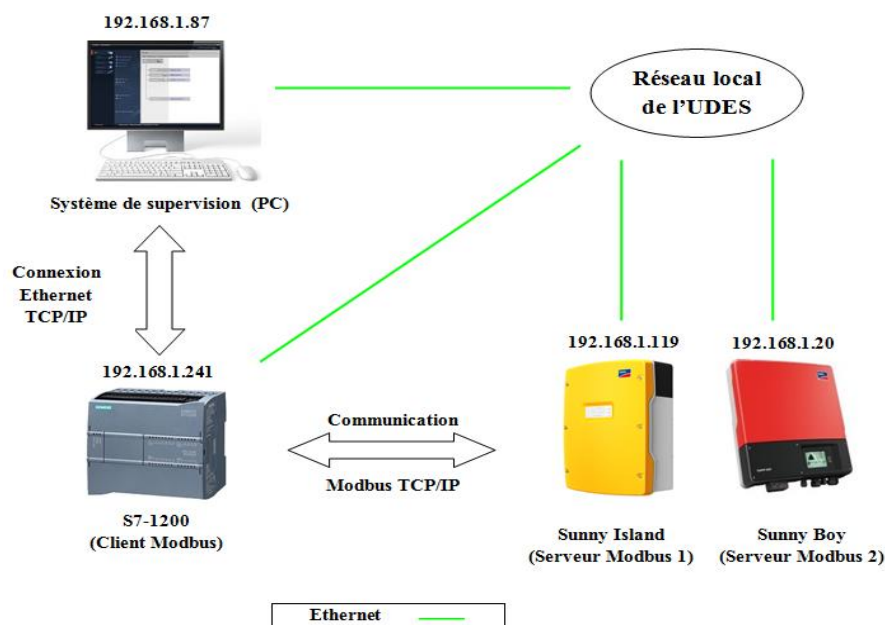 192.168.1.87
Réseau local
de l'UDES
Système de supervision (PC)
Connexion
Ethernet
TCP/IP
192.168.1.241
192.168.1.119
192.168.1.20
Communication
Modbus TCP/IP
S7-1200
(Client Modbus)
Sunny Island
(Serveur Modbus 1)
Sunny Boy
(Serveur Modbus 2)
Ethernet